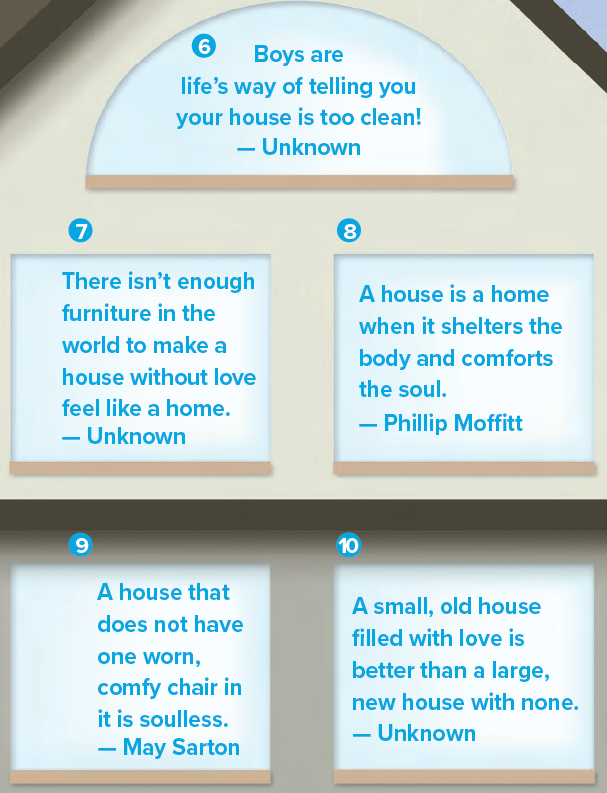 6 Boys are
life's way of telling you
your house is too clean!
— Unknown
7
There isn't enough
furniture in the
world to make a
house without love
feel like a home.
— Unknown
8
A house is a home
when it shelters the
body and comforts
the soul.
— Phillip Moffitt
9
A house that
does not have
one worn,
comfy chair in
it is soulless.
— May Sarton
10
A small, old house
filled with love is
better than a large,
new house with none.
— Unknown